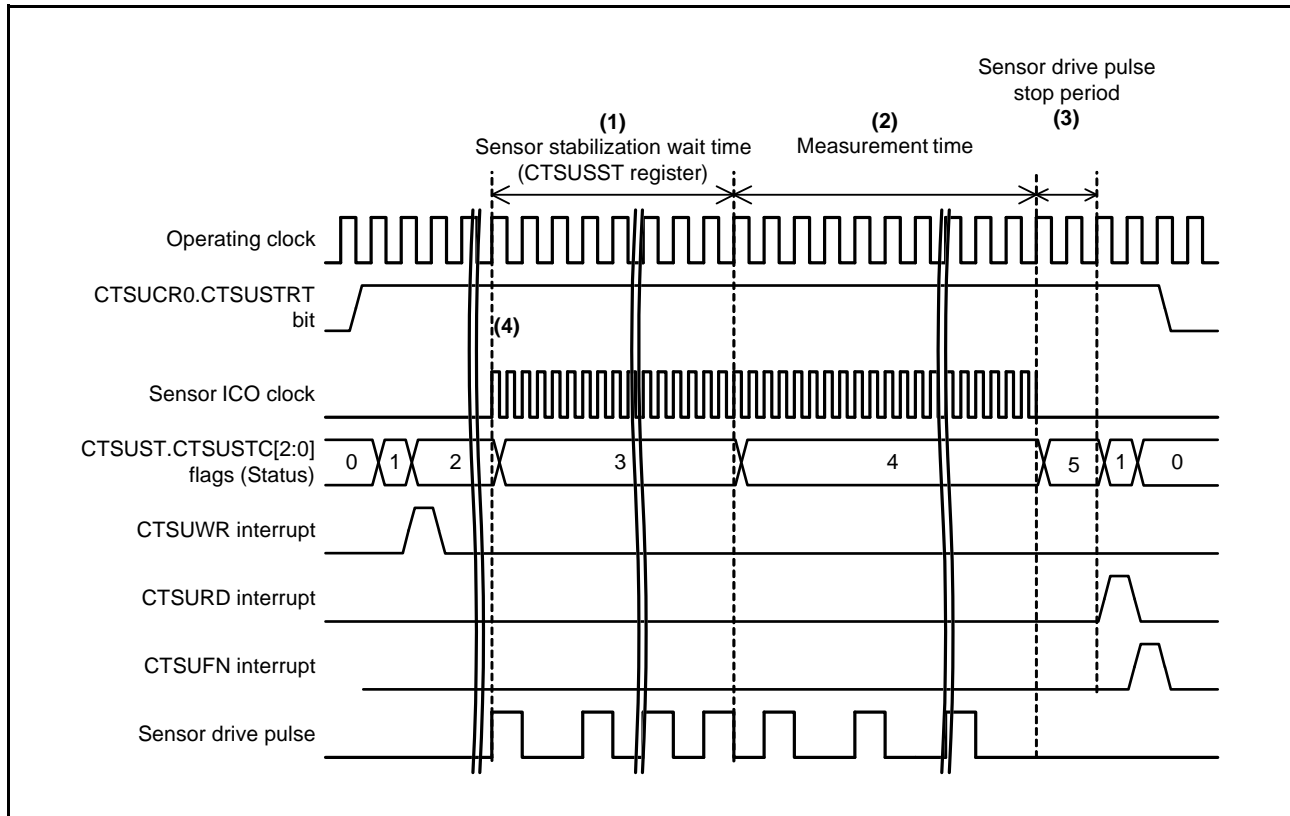 Sensor drive pulse
stop period
(3)
(1)
Sensor stabilization wait time
(CTSUSST register)
(2)
Measurement time
Operating clock
CTSUCR0.CTSUSTRT
bit
(4)
Sensor ICO clock
CTSUST.CTSUSTC[2:0]
flags (Status)
0 1 2 3 4 5 1 0
CTSUWR interrupt
CTSURD interrupt
CTSUFN interrupt
Sensor drive pulse